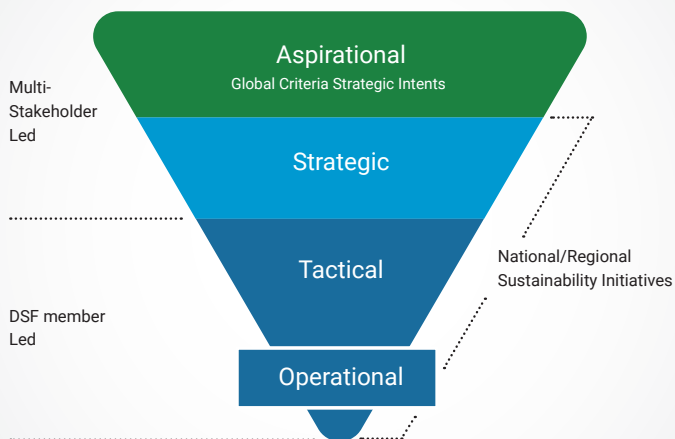 Aspirational
Global Criteria Strategic Intents
Multi-
Stakeholder
Led
Strategic
Tactical
National/Regional
Sustainability Initiatives
DSF member
Led
Operational